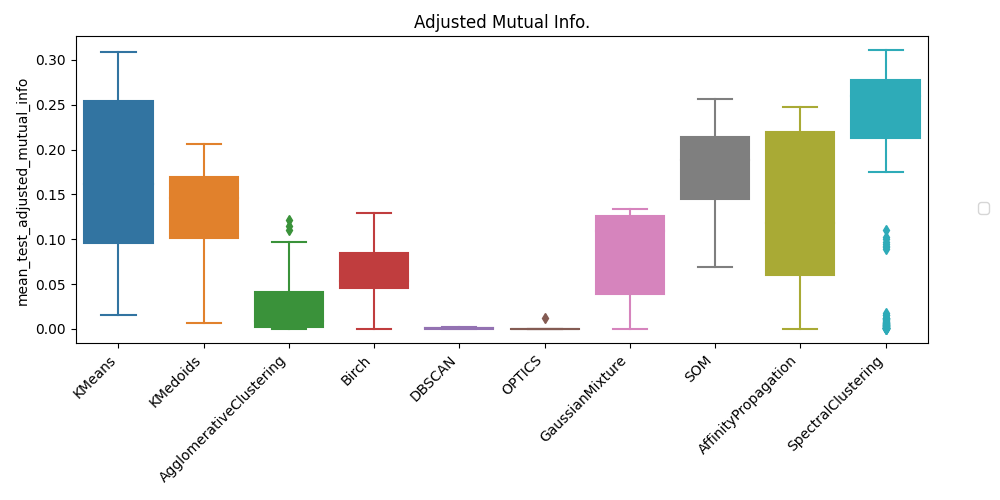 Adjusted Mutual Info.
mean_test_adjusted_mutual_info
0.30
0.25
0.20
0.15
0.10
0.05
0.00
KMeans
KMedoids
AgglomerativeClustering
Birch
DBSCAN
OPTICS
GaussianMixture
SOM
AffinityPropagation
SpectralClustering